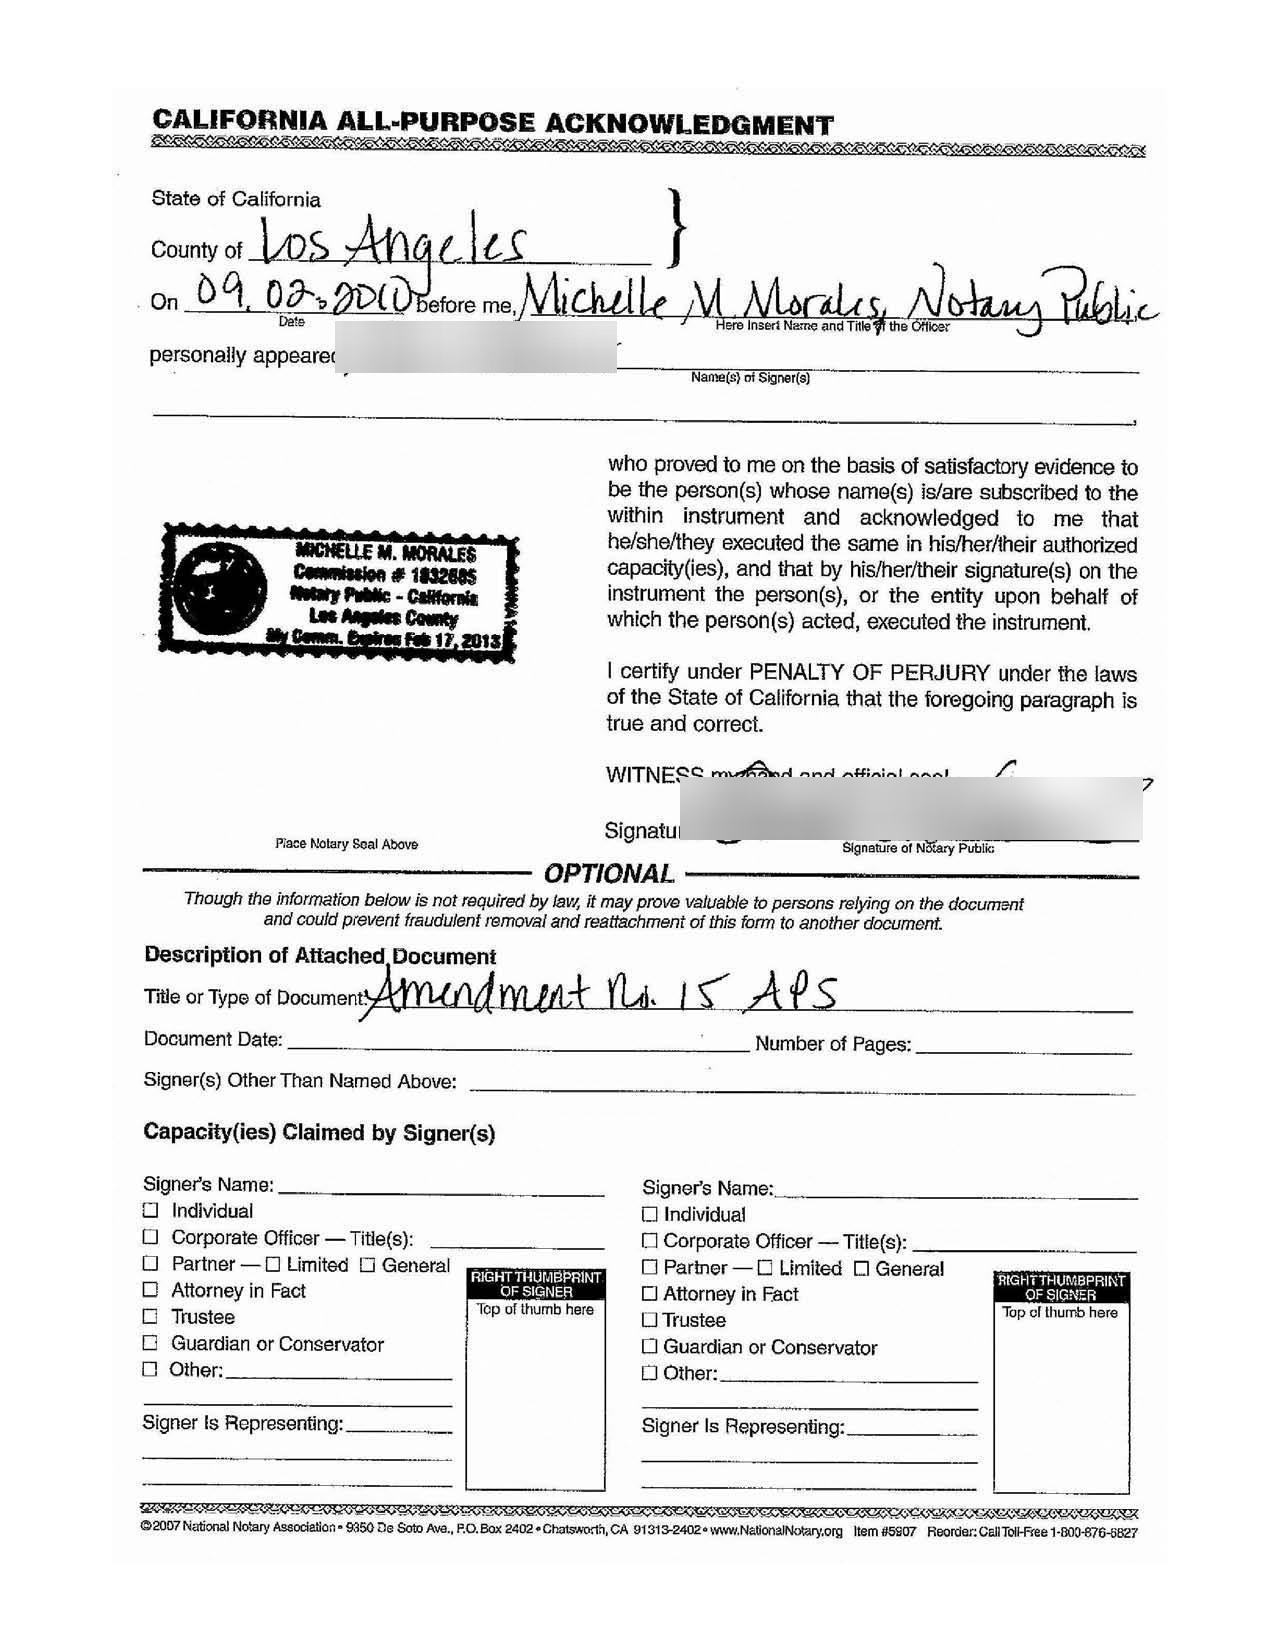 CALIFORNIA ALL-PURPOSE ACKNOWLEDGMENT
State of California
County of Los Angeles
On 09.02.2010 before me, Michelle M Morales, Notary Public
Date
Here Insert Name and Title of the Officer
personally appeared
Name(s) of Signer(s)
who proved to me on the basis of satisfactory evidence to
be the person(s) whose name(s) is/are subscribed to the
within instrument and acknowledged to me that
he/she/they executed the same in his/her/their authorized
capacity(ies), and that by his/her/their signature(s) on the
instrument the person(s), or the entity upon behalf of
which the person(s) acted, executed the instrument.
MICHELLE M. MORALES
Commission #
Notary Public - California
Los Angeles County
My Comm. Expires Feb 17, 2013
I certify under PENALTY OF PERJURY under the laws
of the State of California that the foregoing paragraph is
true and correct.
WITNESS my hand and official seal
Signatu
Place Notary Seal Above
Signature of Notary Public
OPTIONAL
Though the information below is not required by law, it may prove valuable to persons relying on the document
and could prevent fraudulent removal and reattachment of this form to another document.
Description of Attached Document
Title or Type of Document: Amendment No. 15 APS
Document Date: Number of Pages:
Signer(s) Other Than Named Above:
Capacity(ies) Claimed by Signer(s)
Signer's Name:
☐ Individual
☐ Corporate Officer — Title(s):
☐ Partner — ☐ Limited ☐ General
☐ Attorney in Fact
☐ Trustee
☐ Guardian or Conservator
☐ Other:
Signer Is Representing:
RIGHT THUMBPRINT
OF SIGNER
Top of thumb here
Signer's Name:
☐ Individual
☐ Corporate Officer — Title(s):
☐ Partner — ☐ Limited ☐ General
☐ Attorney in Fact
☐ Trustee
☐ Guardian or Conservator
☐ Other:
Signer Is Representing:
RIGHT THUMBPRINT
OF SIGNER
Top of thumb here
©2007 National Notary Association • 9350 De Soto Ave., P.O. Box 2402 • Chatsworth, CA 91313-2402 • www.NationalNotary.org Item #5907 Reorder: Call Toll-Free 1-800-876-6827